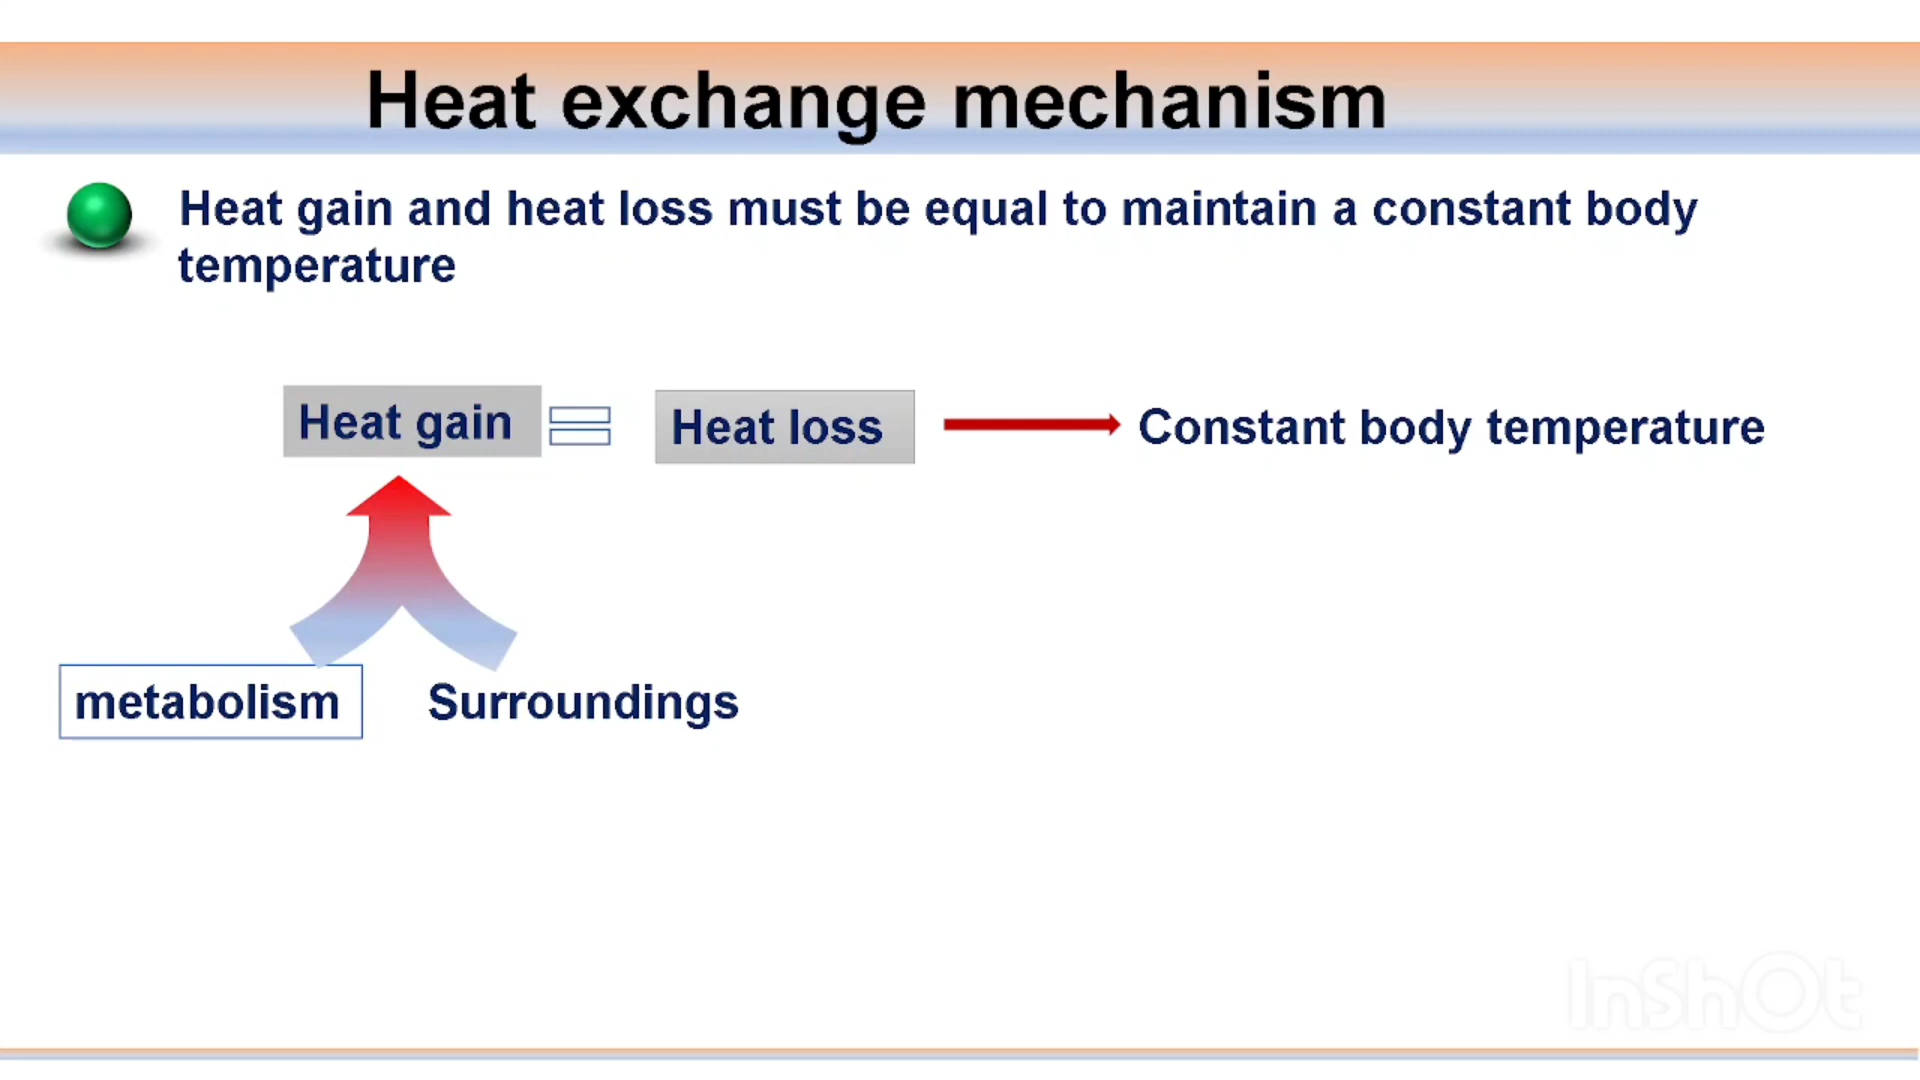 Heat exchange mechanism
Heat gain and heat loss must be equal to maintain a constant body
temperature
Heat gain = Heat loss Constant body temperature
metabolism Surroundings
InShOt